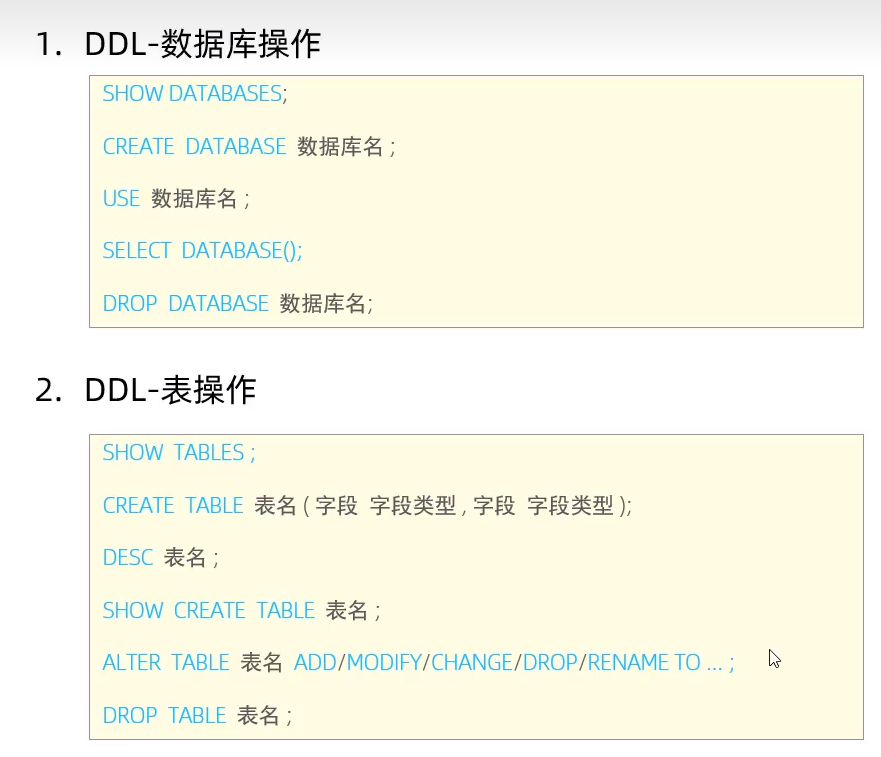 1. DDL-数据库操作
SHOW DATABASES;
CREATE DATABASE 数据库名 ;
USE 数据库名 ;
SELECT DATABASE();
DROP DATABASE 数据库名;
2. DDL-表操作
SHOW TABLES ;
CREATE TABLE 表名 ( 字段 字段类型 , 字段 字段类型 );
DESC 表名 ;
SHOW CREATE TABLE 表名 ;
ALTER TABLE 表名 ADD/MODIFY/CHANGE/DROP/RENAME TO ... ;
DROP TABLE 表名 ;